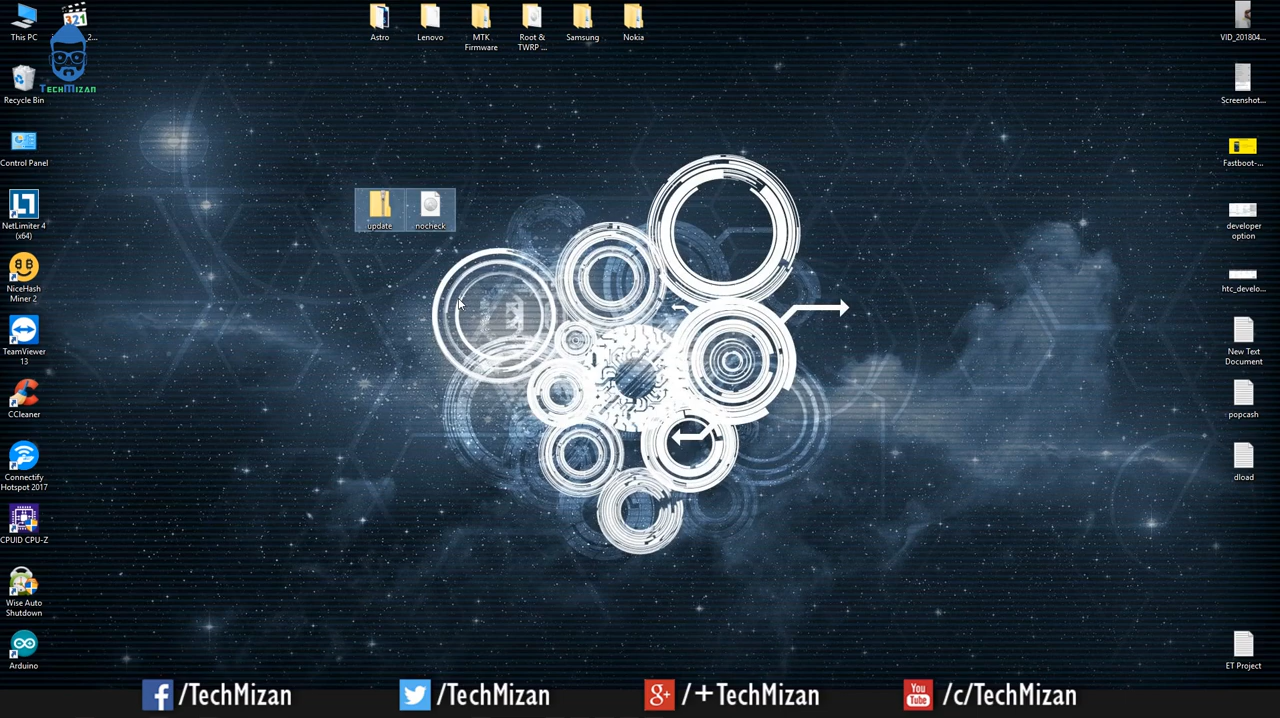 This PC
321
2...
TechMizan
Recycle Bin
Control Panel
NetLimiter 4
(x64)
NiceHash
Miner 2
TeamViewer
13
CCleaner
Connectify
Hotspot 2017
CPUID CPU-Z
Wise Auto
Shutdown
Arduino
Astro
Lenovo
MTK
Firmware
Root &
TWRP ...
Samsung
Nokia
update
nocheck
VID_201804...
Screenshot...
Fastboot-...
developer
option
htc_develo...
New Text
Document
popcash
dload
ET Project
/TechMizan
/TechMizan
/+TechMizan
/c/TechMizan